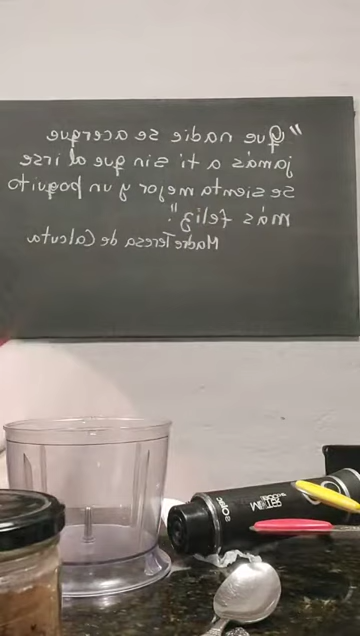 "Que nadie se acerque
jamás a ti sin que al irse
se sienta mejor y un poquito
más feliz".
Madre Teresa de Calcuta